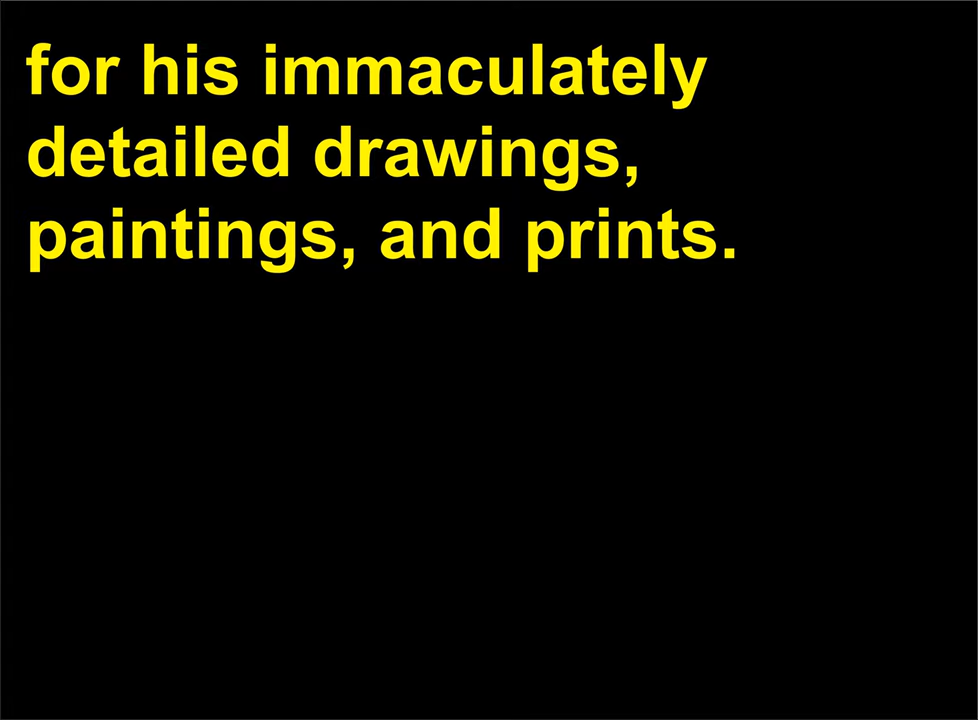 for his immaculately
detailed drawings,
paintings, and prints.